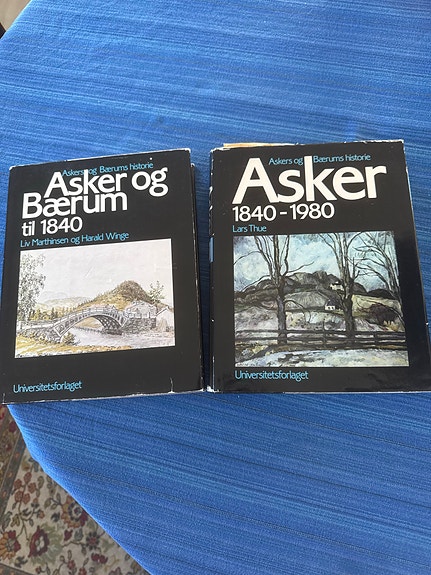 Askers og Bærums historie
Asker og
Bærum
til 1840
Liv Marthinsen og Harald Winge
Universitetsforlaget
Askers og Bærums historie
Asker
1840-1980
Lars Thue
Universitetsforlaget